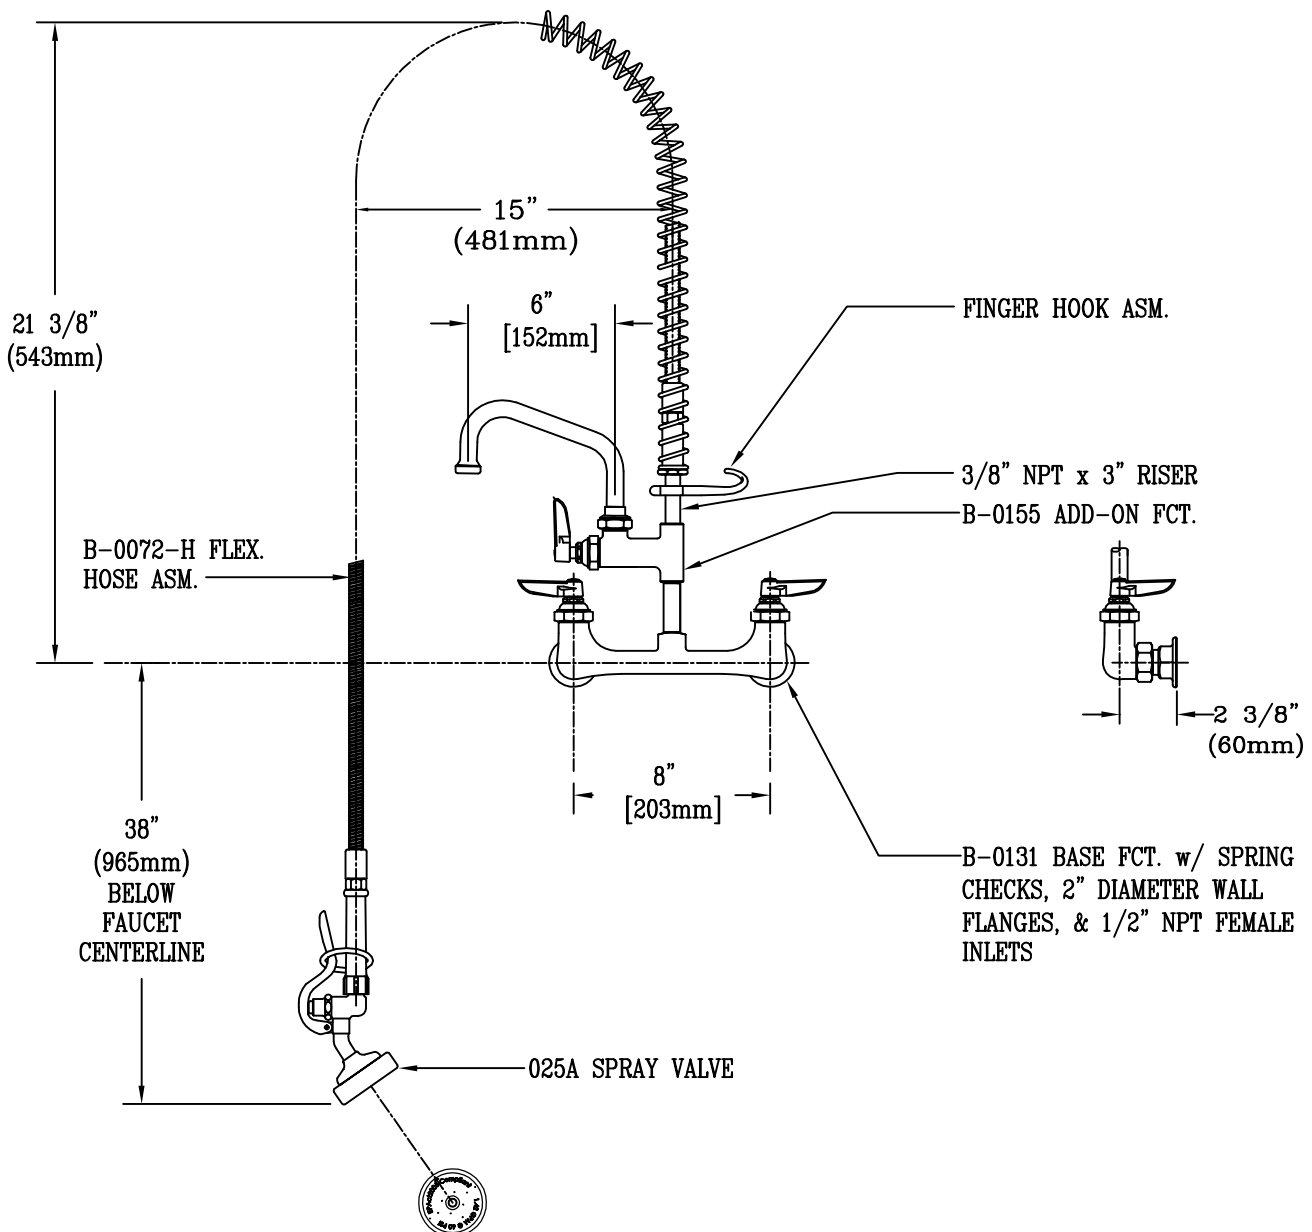 15”
(481mm)
6”
[152mm]
21 3/8”
(543mm)
FINGER HOOK ASM.
3/8” NPT x 3” RISER
B-0155 ADD-ON FCT.
B-0072-H FLEX.
HOSE ASM.
2 3/8”
(60mm)
8”
[203mm]
38”
(965mm)
BELOW
FAUCET
CENTERLINE
B-0131 BASE FCT. w/ SPRING
CHECKS, 2” DIAMETER WALL
FLANGES, & 1/2” NPT FEMALE
INLETS
025A SPRAY VALVE